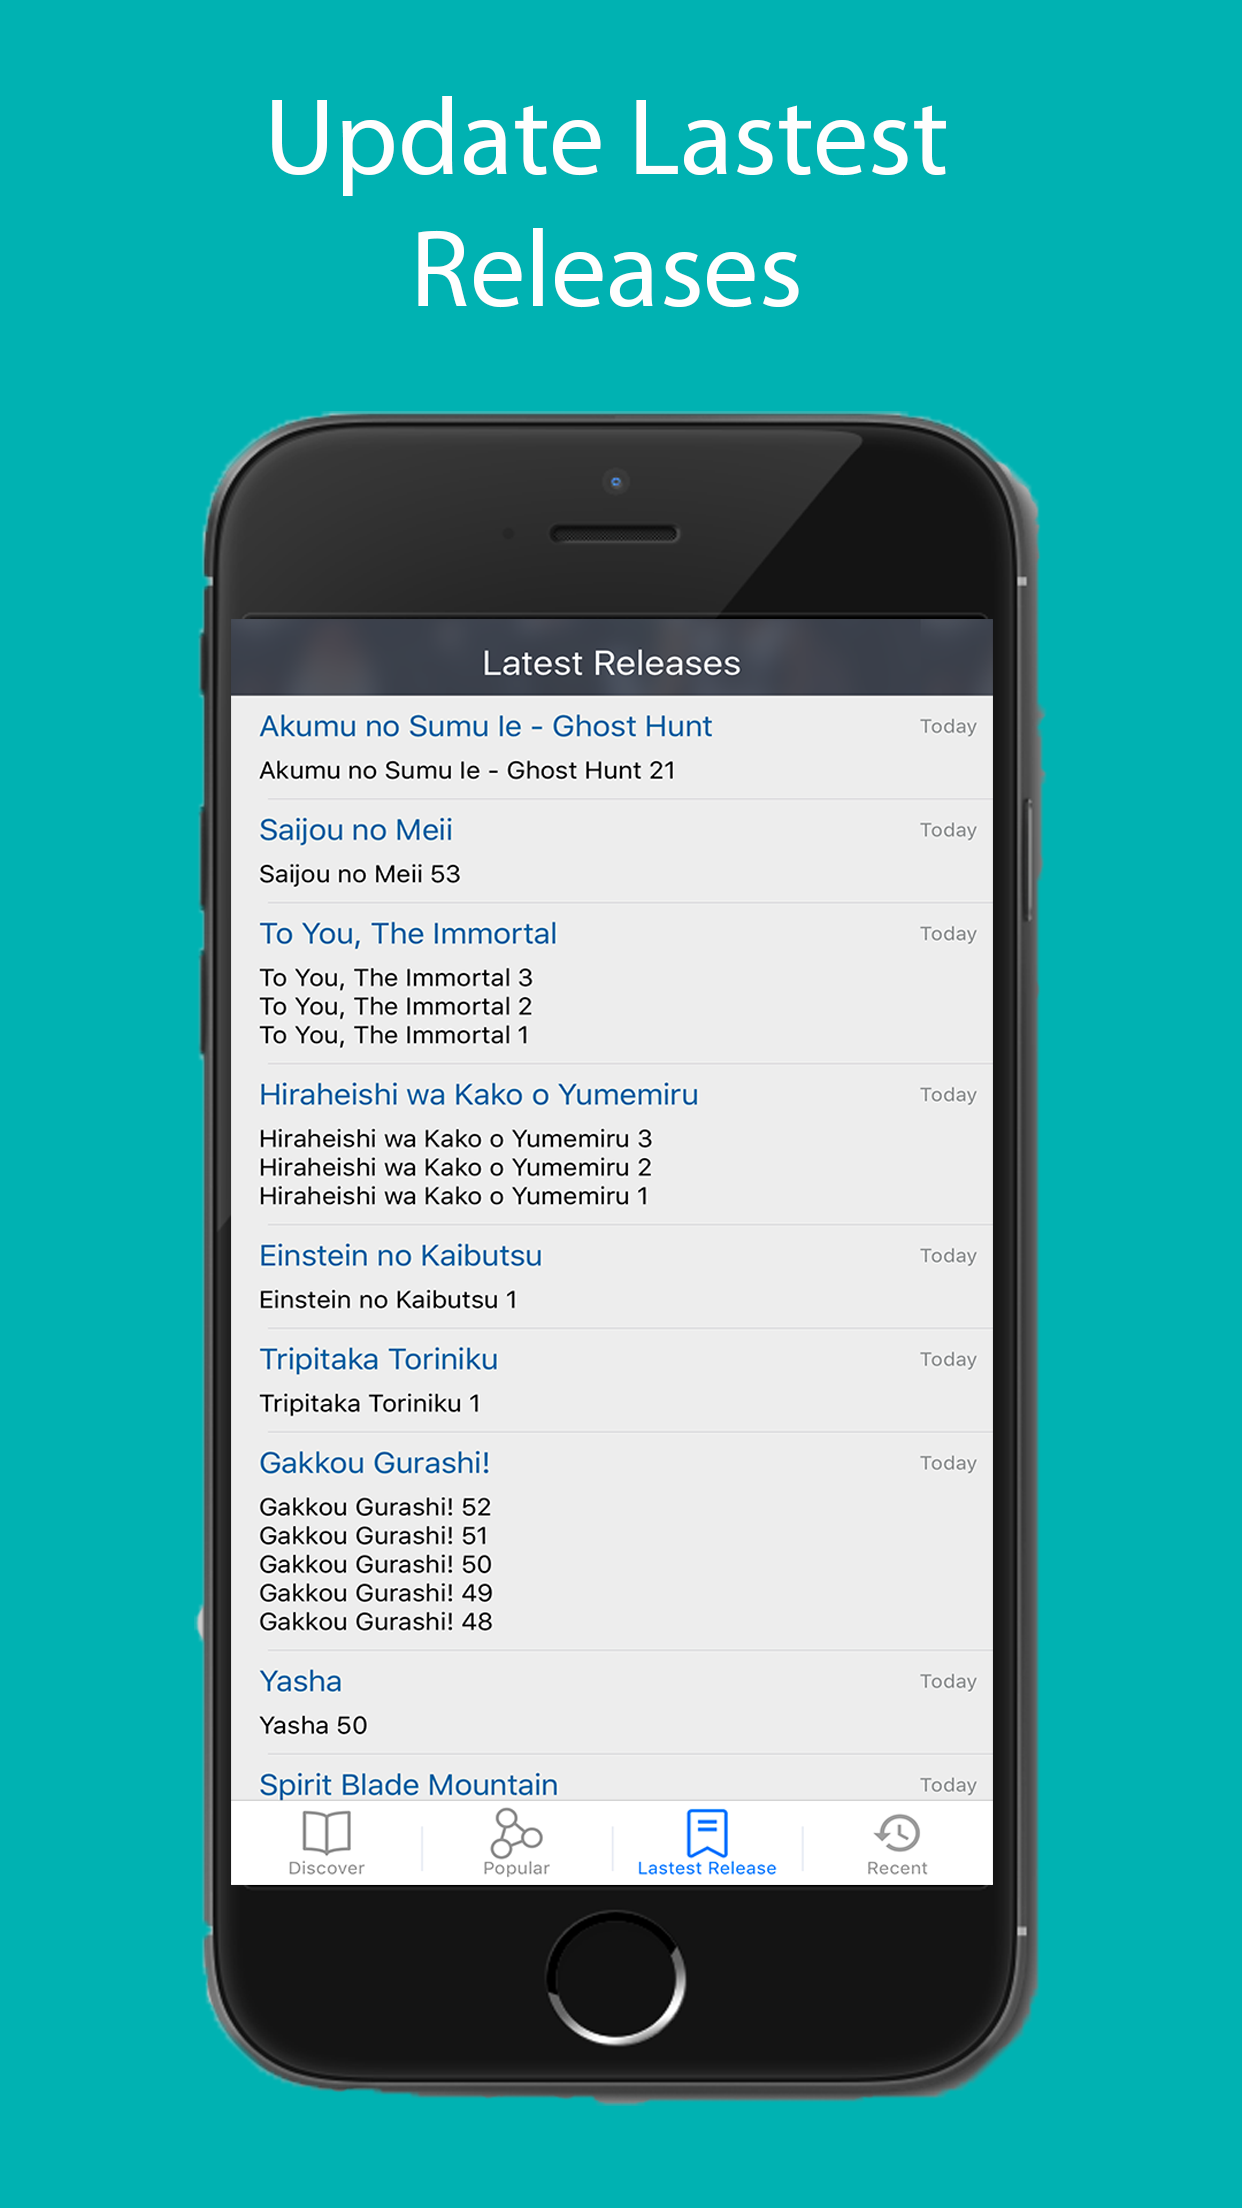 Update Lastest
Releases
Latest Releases
Akumu no Sumu Ie - Ghost Hunt Today
Akumu no Sumu Ie - Ghost Hunt 21
Saijou no Meii Today
Saijou no Meii 53
To You, The Immortal Today
To You, The Immortal 3
To You, The Immortal 2
To You, The Immortal 1
Hiraheishi wa Kako o Yumemiru Today
Hiraheishi wa Kako o Yumemiru 3
Hiraheishi wa Kako o Yumemiru 2
Hiraheishi wa Kako o Yumemiru 1
Einstein no Kaibutsu Today
Einstein no Kaibutsu 1
Tripitaka Toriniku Today
Tripitaka Toriniku 1
Gakkou Gurashi! Today
Gakkou Gurashi! 52
Gakkou Gurashi! 51
Gakkou Gurashi! 50
Gakkou Gurashi! 49
Gakkou Gurashi! 48
Yasha Today
Yasha 50
Spirit Blade Mountain Today
Discover Popular Lastest Release Recent